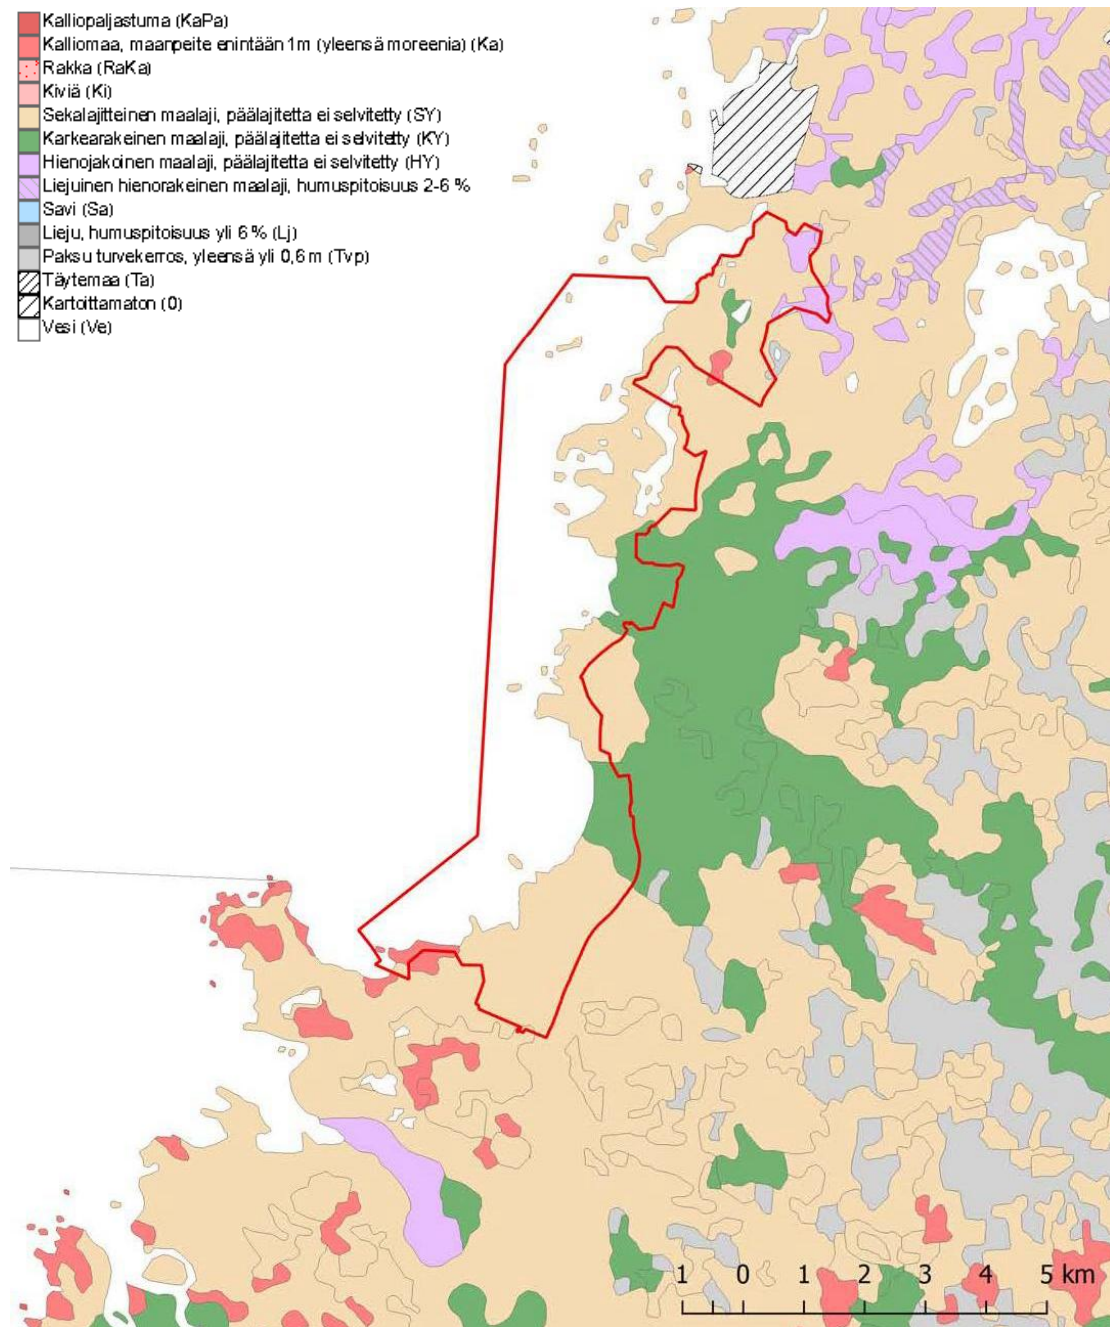 Kalliopaljastuma (KaPa)
Kalliomaa, maanpeite enintään 1m (yleensä moreenia) (Ka)
Rakka (RaKa)
Kiviä (Ki)
Sekalajitteinen maalaji, päälajitetta ei selvitetty (SY)
Karkearakeinen maalaji, päälajitetta ei selvitetty (KY)
Hienojakoinen maalaji, päälajitetta ei selvitetty (HY)
Liejuinen hienorakeinen maalaji, humuspitoisuus 2-6 %
Savi (Sa)
Lieju, humuspitoisuus yli 6 % (Lj)
Paksu turvekerros, yleensä yli 0,6 m (Tvp)
Täytemaa (Ta)
Kartoittamaton (0)
Vesi (Ve)
1 0 1 2 3 4 5 km